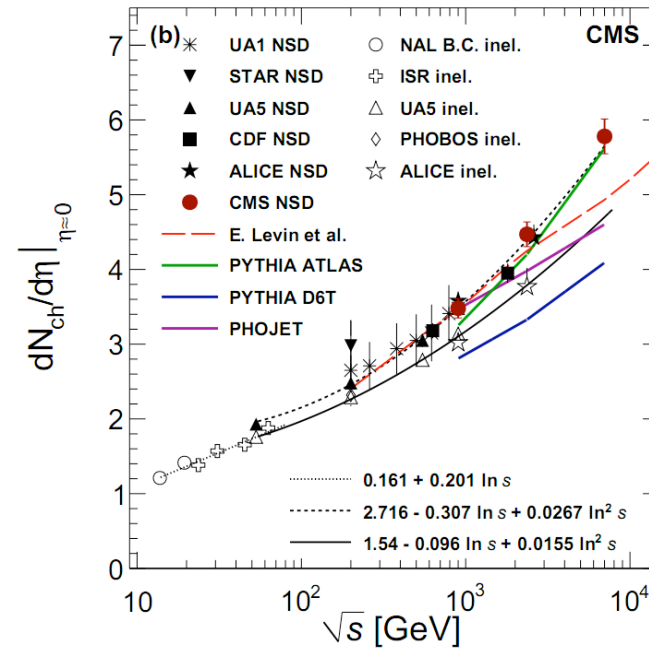 (b)
CMS
UA1 NSD
NAL B.C. inel.
STAR NSD
ISR inel.
UA5 NSD
UA5 inel.
CDF NSD
PHOBOS inel.
ALICE NSD
ALICE inel.
CMS NSD
E. Levin et al.
PYTHIA ATLAS
PYTHIA D6T
PHOJET
dN_ch/dη|_η≈0
7
6
5
4
3
2
1
0
0.161 + 0.201 ln s
2.716 - 0.307 ln s + 0.0267 ln² s
1.54 - 0.096 ln s + 0.0155 ln² s
10 10² 10³ 10⁴
√s [GeV]